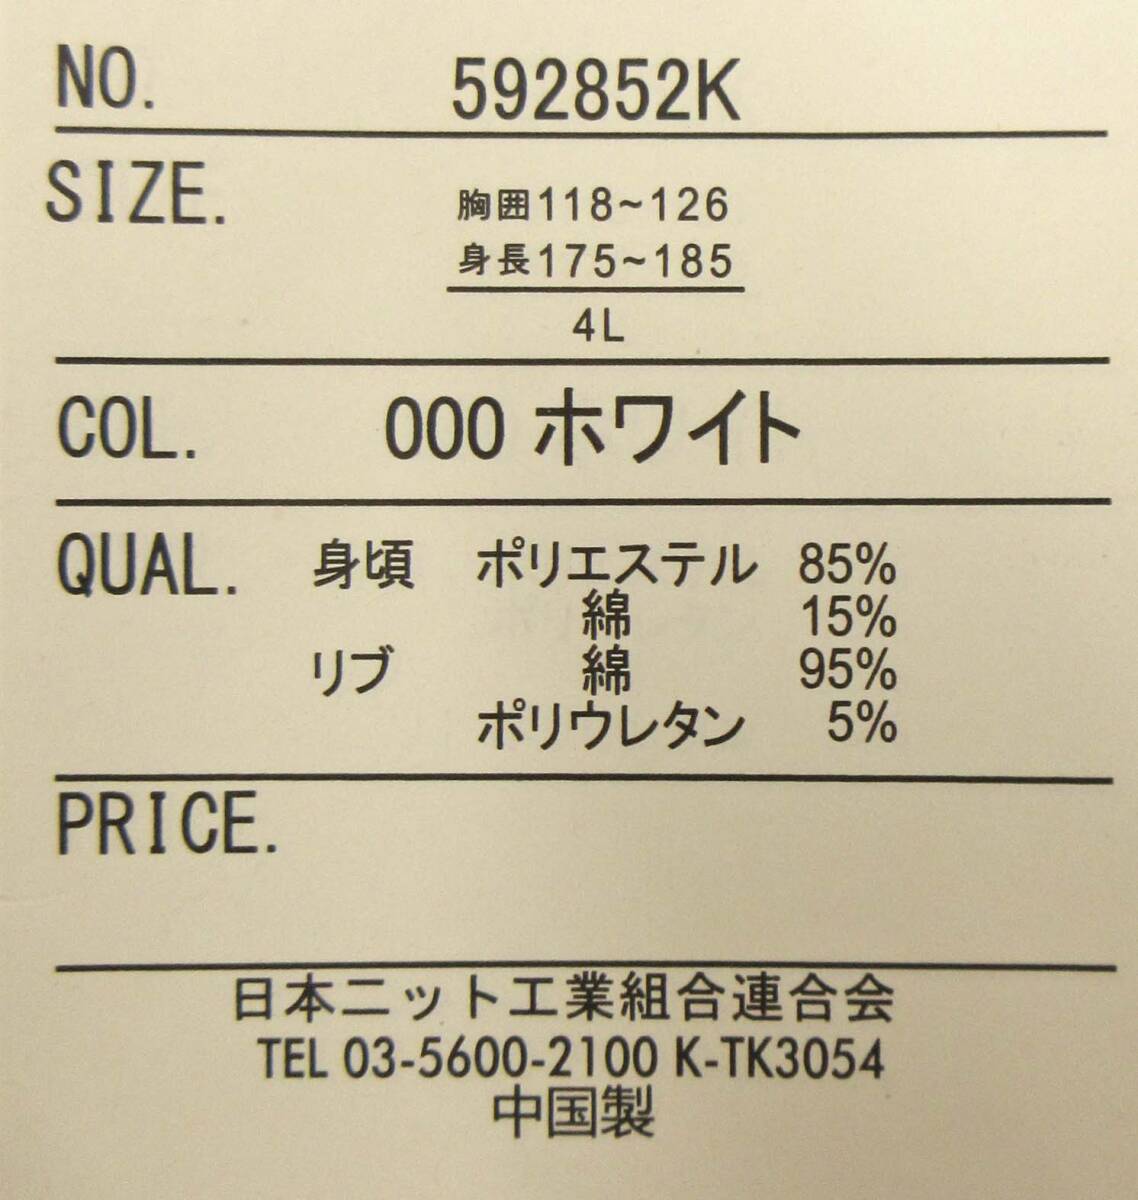 NO. 592852K
SIZE. 胸囲118~126
身長175~185
4L
COL. 000 ホワイト
QUAL. 身頃 ポリエステル 85%
綿 15%
リブ 綿 95%
ポリウレタン 5%
PRICE.
日本ニット工業組合連合会
TEL 03-5600-2100 K-TK3054
中国製